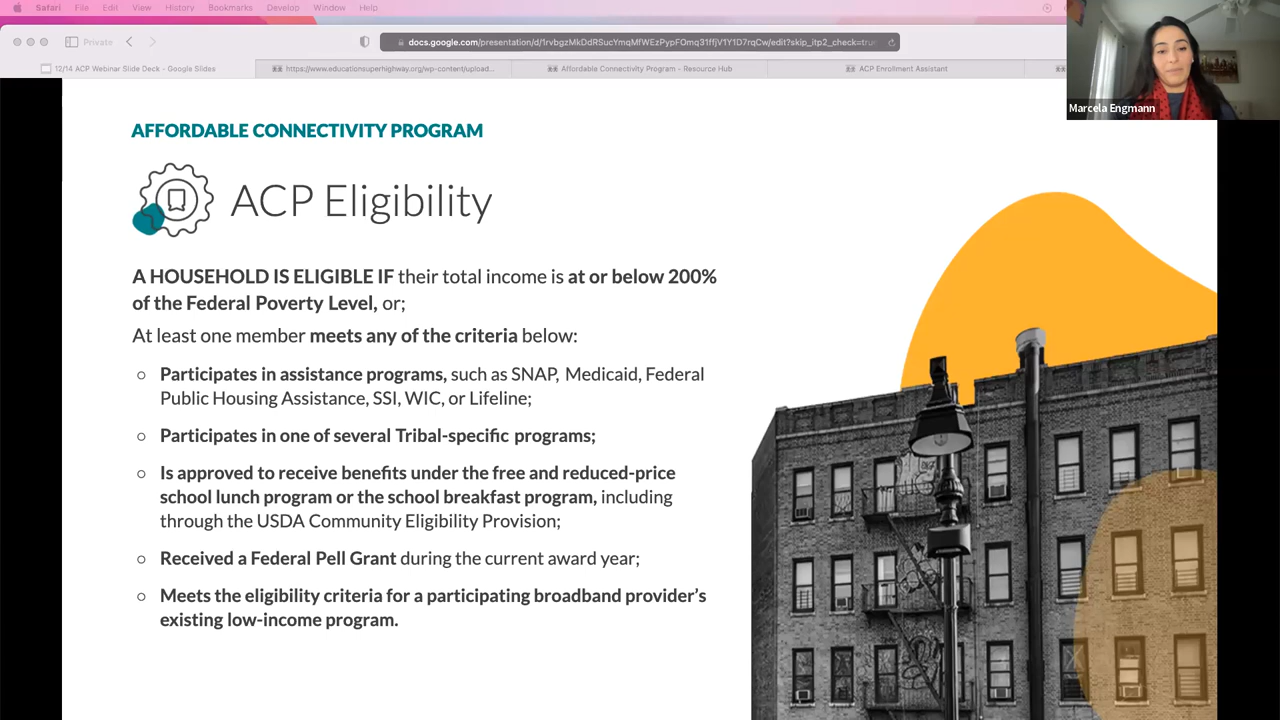 Safari File Edit View History Bookmarks Develop Window Help
Private
docs.google.com/presentation/d/1rvbgzMkDdRSucYmqMfWEzPypFOmq31ffjV1Y1D7rqCw/edit?skip_itp2_check=tru
12/14 ACP Webinar Slide Deck - Google Slides
https://www.educationsuperhighway.org/wp-content/upload...
Affordable Connectivity Program - Resource Hub
ACP Enrollment Assistant
Marcela Engmann
AFFORDABLE CONNECTIVITY PROGRAM
ACP Eligibility
A HOUSEHOLD IS ELIGIBLE IF their total income is at or below 200%
of the Federal Poverty Level, or;
At least one member meets any of the criteria below:
Participates in assistance programs, such as SNAP, Medicaid, Federal
Public Housing Assistance, SSI, WIC, or Lifeline;
Participates in one of several Tribal-specific programs;
Is approved to receive benefits under the free and reduced-price
school lunch program or the school breakfast program, including
through the USDA Community Eligibility Provision;
Received a Federal Pell Grant during the current award year;
Meets the eligibility criteria for a participating broadband provider's
existing low-income program.